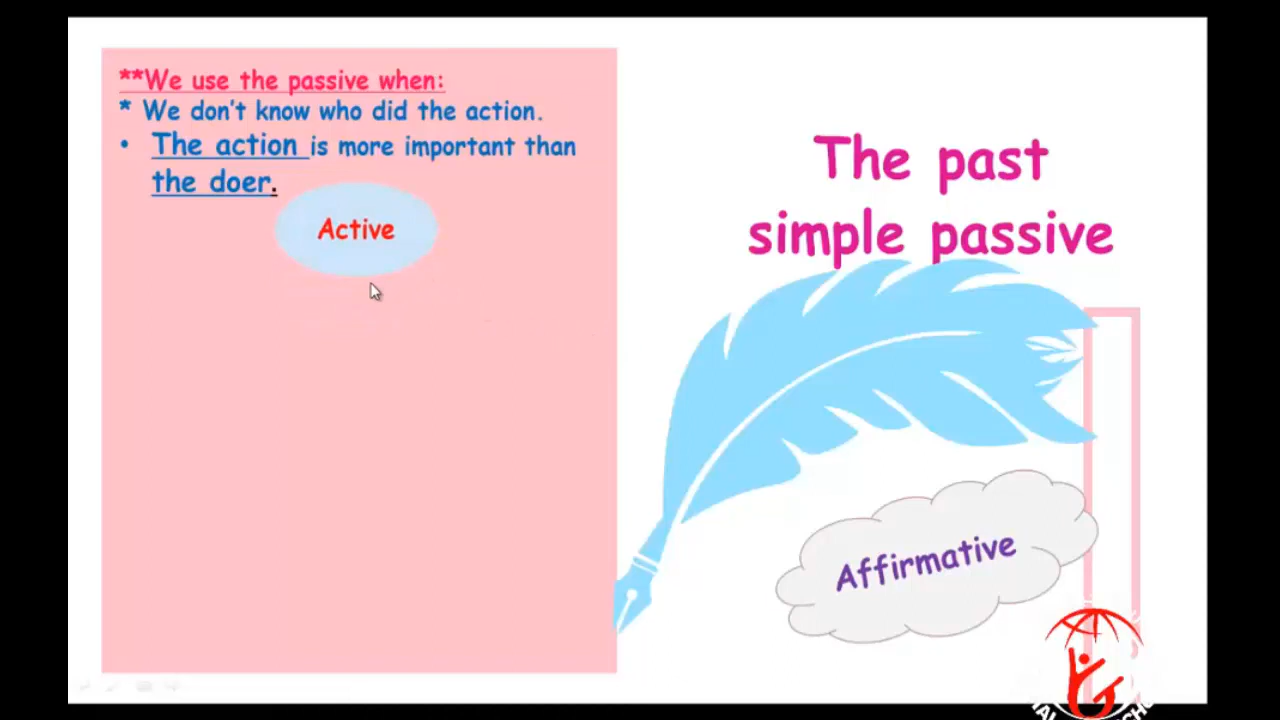 **We use the passive when:
* We don't know who did the action.
• The action is more important than
the doer.
Active
The past
simple passive
Affirmative